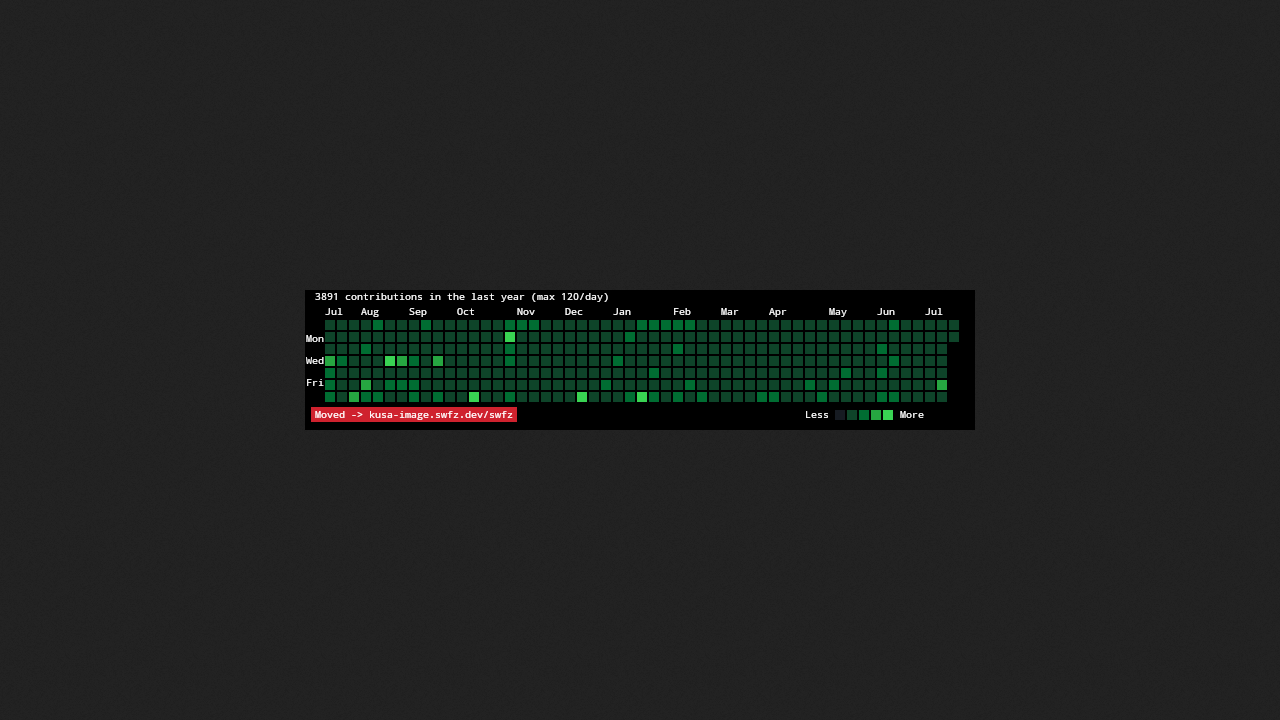 3891 contributions in the last year (max 120/day)
Jul Aug Sep Oct Nov Dec Jan Feb Mar Apr May Jun Jul
Mon
Wed
Fri
Moved -> kusa-image.swfz.dev/swfz
Less More